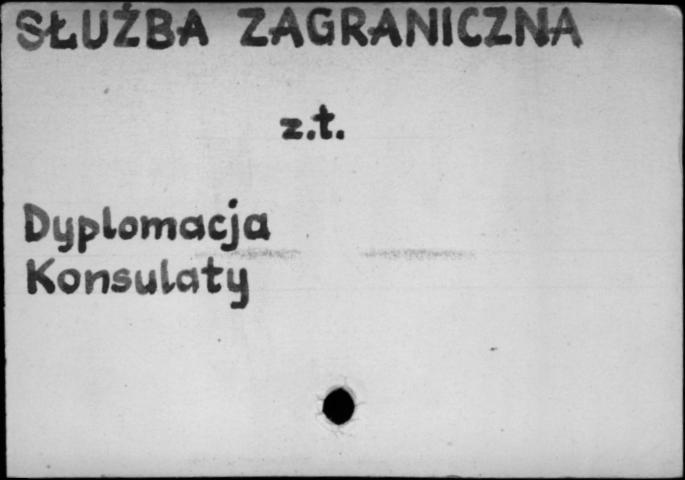 SŁUŻBA ZAGRANICZNA
z.t.
Dyplomacja
Konsulaty